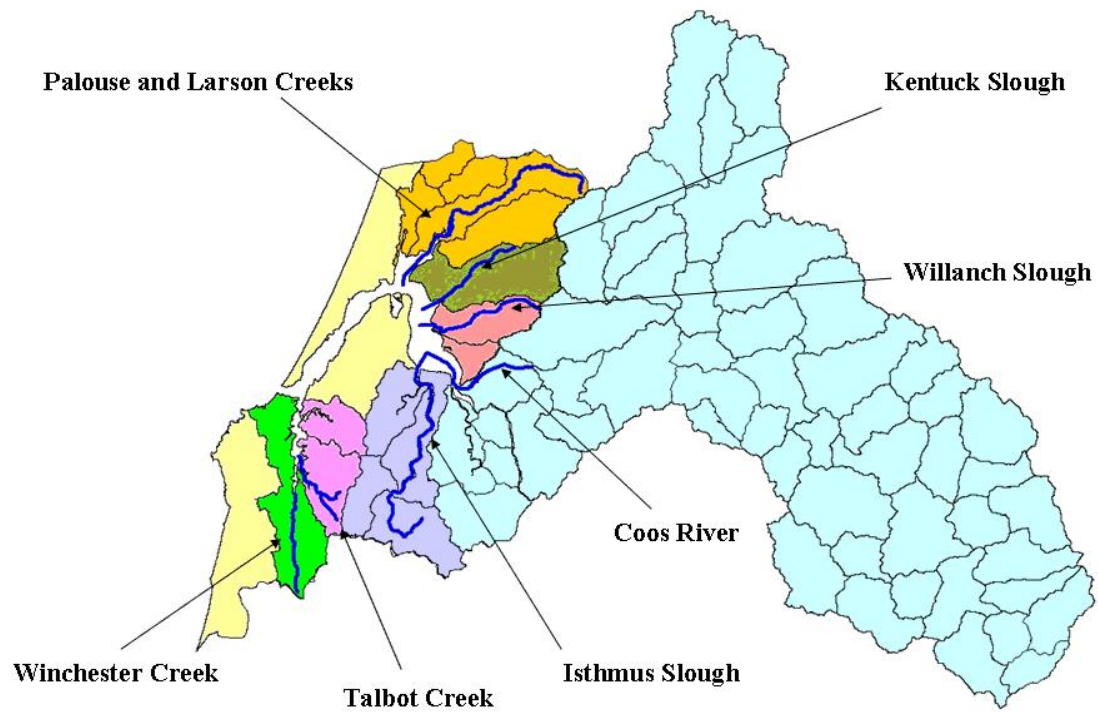 Palouse and Larson Creeks
Kentuck Slough
Willanch Slough
Coos River
Isthmus Slough
Winchester Creek
Talbot Creek